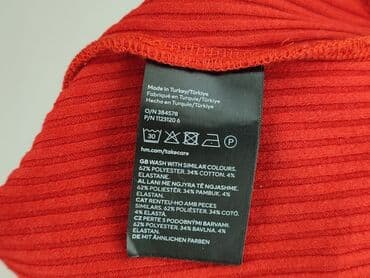 Made in Turkey/Türkiye
Fabriqué en Turquie/Türkiye
Hecho en Turquía/Türkiye
O/N 384578
P/N 1123120 6
30 P
hm.com/takecare
GB WASH WITH SIMILAR COLOURS.
62% POLYESTER. 34% COTTON. 4%
ELASTANE.
AL LANI ME NGJYRA TË NGJASHME.
62% POLIESTËR. 34% PAMBUK. 4%
ELASTAN.
CAT RENTEU-HO AMB PECES
SIMILARS. 62% POLIÈSTER. 34% COTÓ.
4% ELASTÀ.
CZ PERTE S PODOBNÝMI BARVAMI.
62% POLYESTER. 34% BAVLNA. 4%
ELASTAN.
DE MIT ÄHNLICHEN FARBEN